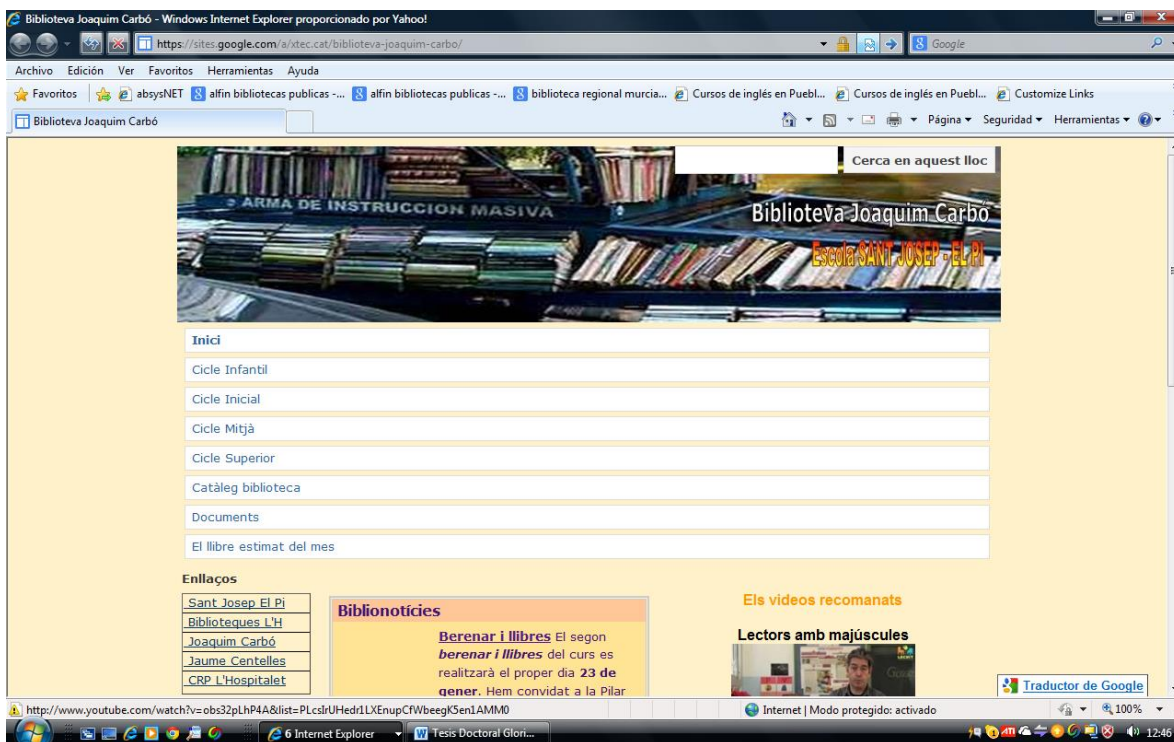 Biblioteva Joaquim Carbó - Windows Internet Explorer proporcionado por Yahoo!
https://sites.google.com/a/xtec.cat/biblioteva-joaquim-carbo/
Google
Archivo Edición Ver Favoritos Herramientas Ayuda
Favoritos absysNET alfin bibliotecas publicas -... alfin bibliotecas publicas -... biblioteca regional murcia... Cursos de inglés en Puebl... Cursos de inglés en Puebl... Customize Links
Biblioteva Joaquim Carbó
Página Seguridad Herramientas
Cerca en aquest lloc
ARMA DE INSTRUCCION MASIVA
Biblioteva Joaquim Carbó
Escola SANT JOSEP - EL PI
Inici
Cicle Infantil
Cicle Inicial
Cicle Mitjà
Cicle Superior
Catàleg biblioteca
Documents
El llibre estimat del mes
Enllaços
Sant Josep El Pi
Biblioteques L'H
Joaquim Carbó
Jaume Centelles
CRP L'Hospitalet
Biblionotícies
Berenar i llibres El segon
berenar i llibres del curs es
realitzarà el proper dia 23 de
gener. Hem convidat a la Pilar
Els videos recomanats
Lectors amb majúscules
Traductor de Google
http://www.youtube.com/watch?v=obs32pLhP4A&list=PLcsIrUHedr1LXEnupCfWbeegK5en1AMM0
Internet | Modo protegido: activado
100%
6 Internet Explorer
Tesis Doctoral Glori...
12:46